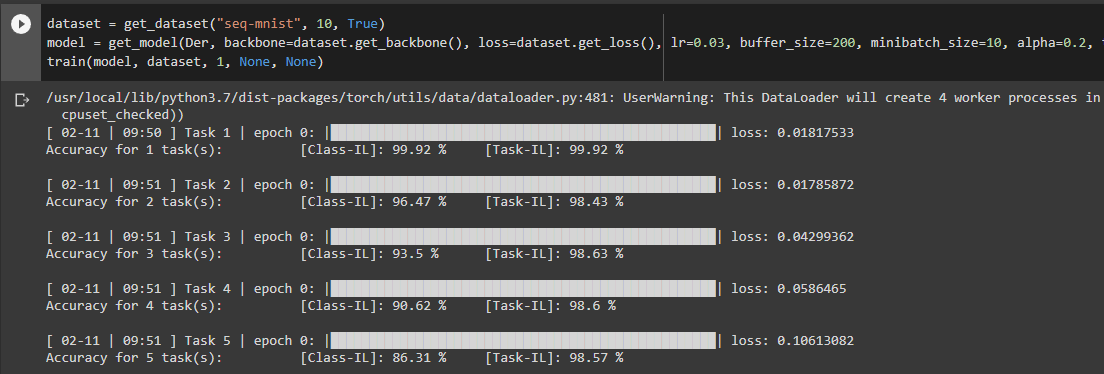 dataset = get_dataset("seq-mnist", 10, True)
model = get_model(Der, backbone=dataset.get_backbone(), loss=dataset.get_loss(), lr=0.03, buffer_size=200, minibatch_size=10, alpha=0.2,
train(model, dataset, 1, None, None)
/usr/local/lib/python3.7/dist-packages/torch/utils/data/dataloader.py:481: UserWarning: This DataLoader will create 4 worker processes in
cpuset_checked))
[ 02-11 | 09:50 ] Task 1 | epoch 0: | | loss: 0.01817533
Accuracy for 1 task(s): [Class-IL]: 99.92 % [Task-IL]: 99.92 %
[ 02-11 | 09:51 ] Task 2 | epoch 0: | | loss: 0.01785872
Accuracy for 2 task(s): [Class-IL]: 96.47 % [Task-IL]: 98.43 %
[ 02-11 | 09:51 ] Task 3 | epoch 0: | | loss: 0.04299362
Accuracy for 3 task(s): [Class-IL]: 93.5 % [Task-IL]: 98.63 %
[ 02-11 | 09:51 ] Task 4 | epoch 0: | | loss: 0.0586465
Accuracy for 4 task(s): [Class-IL]: 90.62 % [Task-IL]: 98.6 %
[ 02-11 | 09:51 ] Task 5 | epoch 0: | | loss: 0.10613082
Accuracy for 5 task(s): [Class-IL]: 86.31 % [Task-IL]: 98.57 %